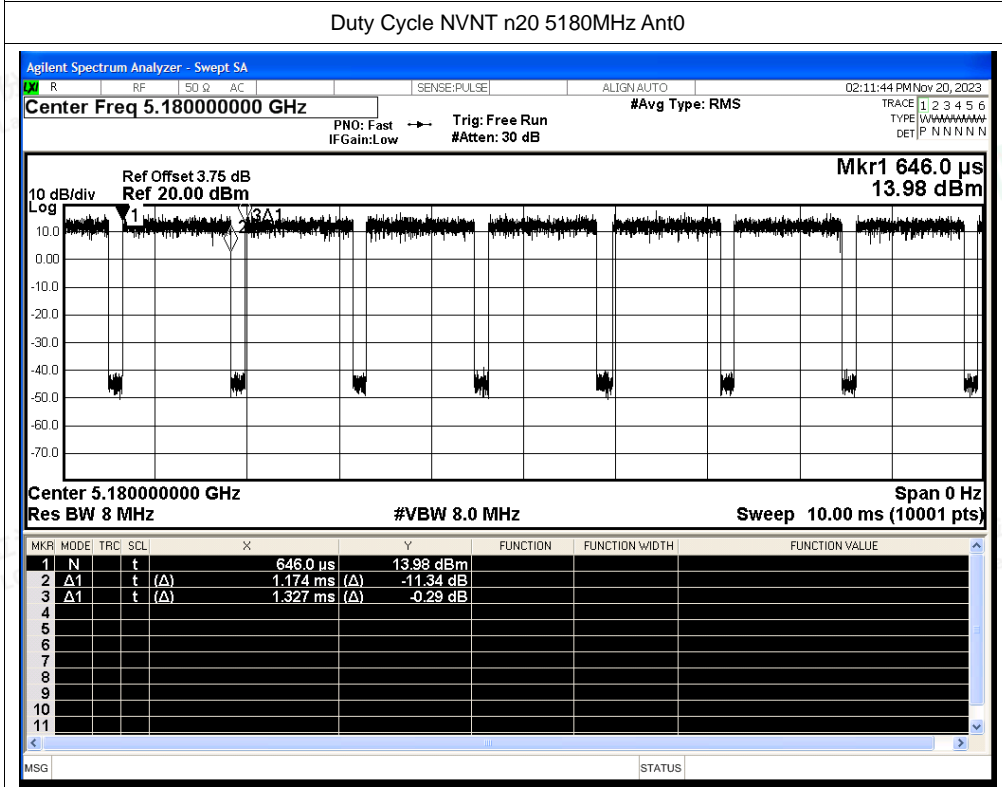 Duty Cycle NVNT n20 5180MHz Ant0
Agilent Spectrum Analyzer - Swept SA
LXI R RF 50 Ω AC SENSE:PULSE ALIGN AUTO 02:11:44 PM Nov 20, 2023
Center Freq 5.180000000 GHz #Avg Type: RMS TRACE 1 2 3 4 5 6
PNO: Fast Trig: Free Run TYPE
IFGain:Low #Atten: 30 dB DET P N N N N N
Mkr1 646.0 µs
Ref Offset 3.75 dB
10 dB/div Ref 20.00 dBm 13.98 dBm
Log
1 2 3Δ1
10.0
0.00
-10.0
-20.0
-30.0
-40.0
-50.0
-60.0
-70.0
Center 5.180000000 GHz Span 0 Hz
Res BW 8 MHz #VBW 8.0 MHz Sweep 10.00 ms (10001 pts)
MKR MODE TRC SCL X Y FUNCTION FUNCTION WIDTH FUNCTION VALUE
1 N t 646.0 µs 13.98 dBm
2 Δ1 t (Δ) 1.174 ms (Δ) -11.34 dB
3 Δ1 t (Δ) 1.327 ms (Δ) -0.29 dB
4
5
6
7
8
9
10
11
MSG STATUS